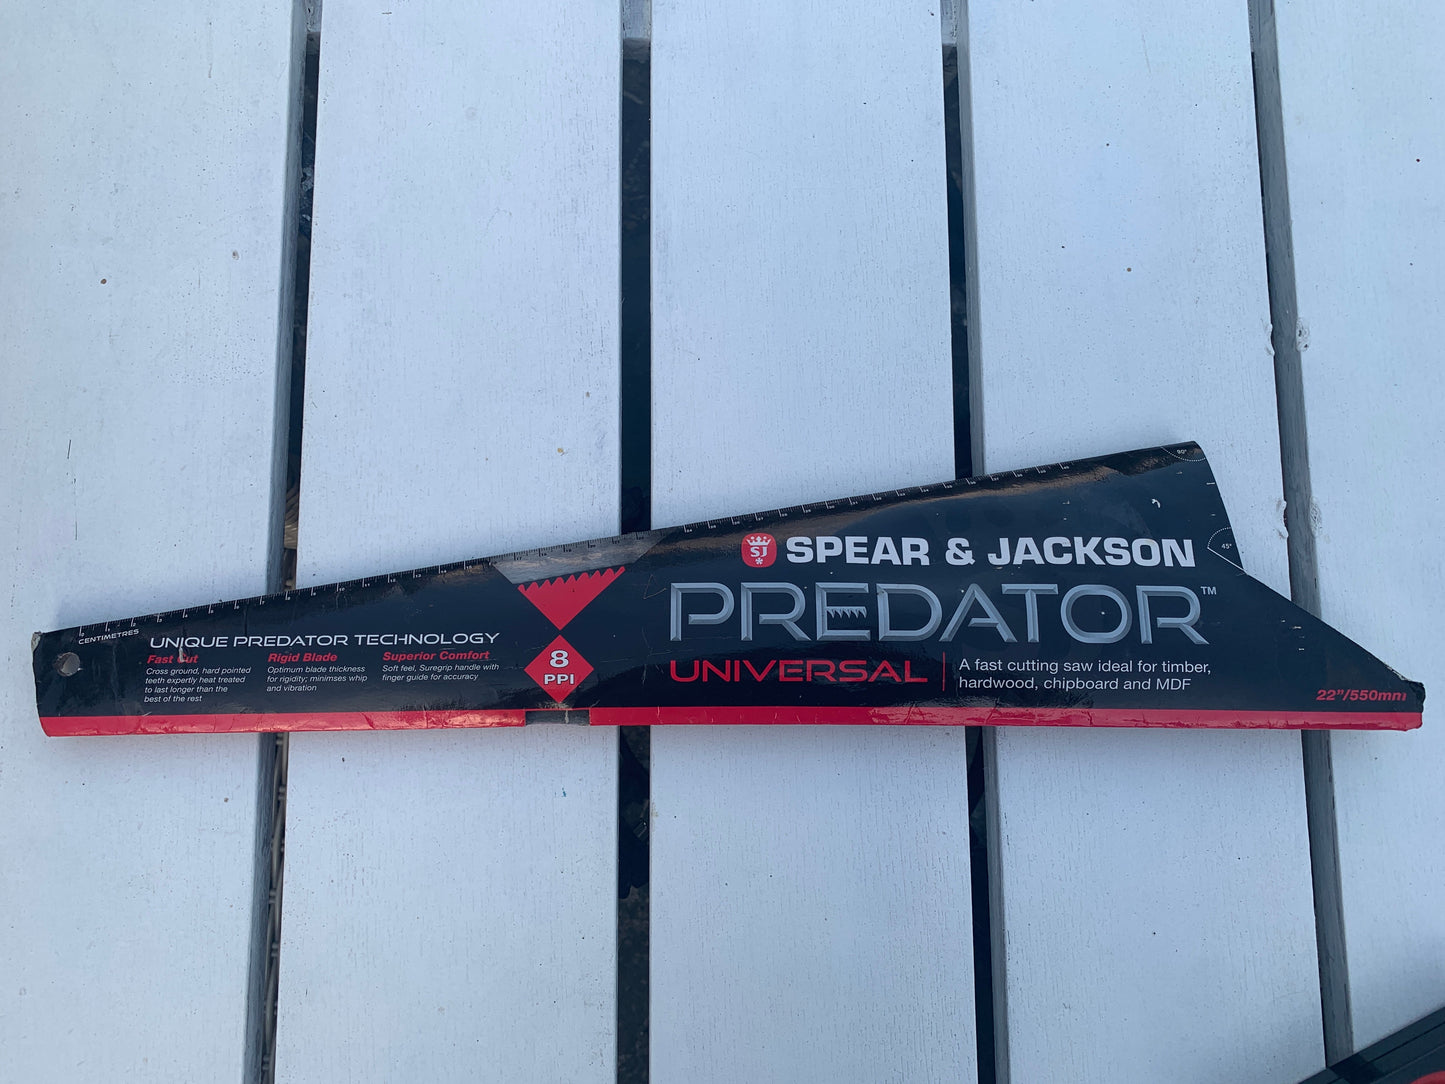 CENTIMETRES
UNIQUE PREDATOR TECHNOLOGY
Fast Cut
Cross ground, hard pointed
teeth expertly heat treated
to last longer than the
best of the rest
Rigid Blade
Optimum blade thickness
for rigidity; minimises whip
and vibration
Superior Comfort
Soft feel, Suregrip handle with
finger guide for accuracy
8
PPI
SJ
SPEAR & JACKSON
PREDATOR™
UNIVERSAL
A fast cutting saw ideal for timber,
hardwood, chipboard and MDF
90°
45°
22"/550mm